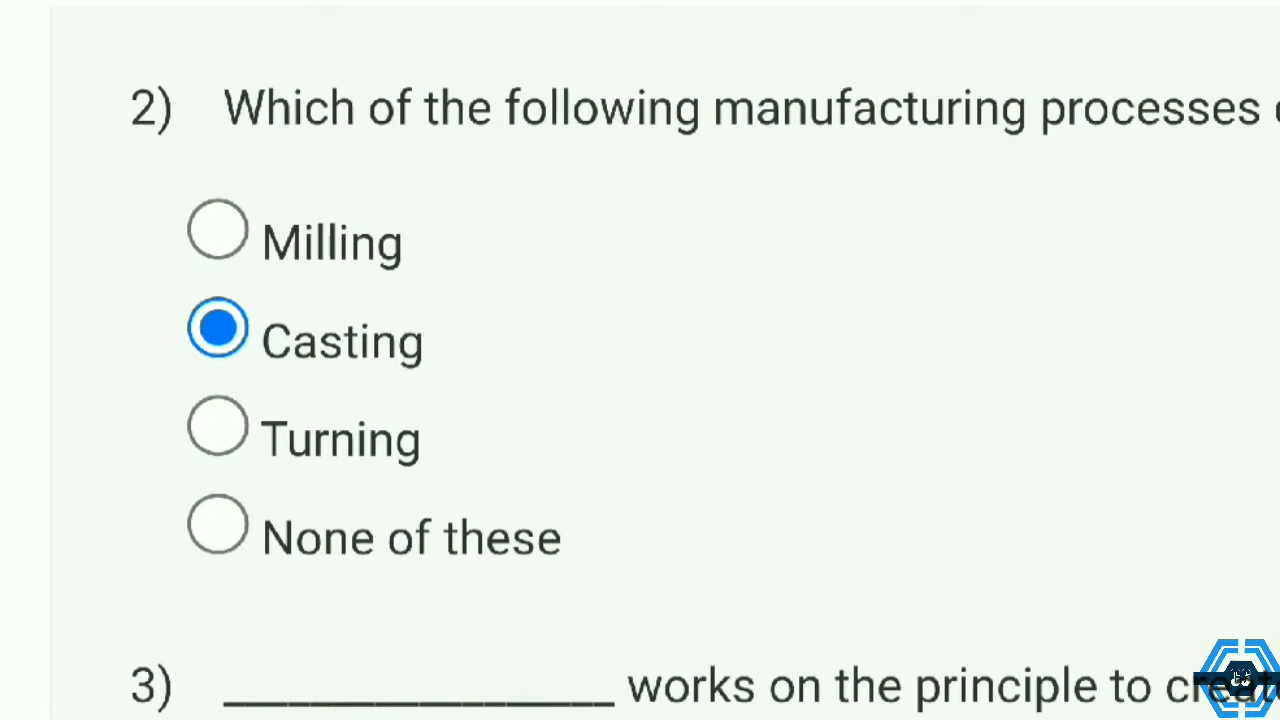 2) Which of the following manufacturing processes
Milling
Casting
Turning
None of these
3) ________________ works on the principle to